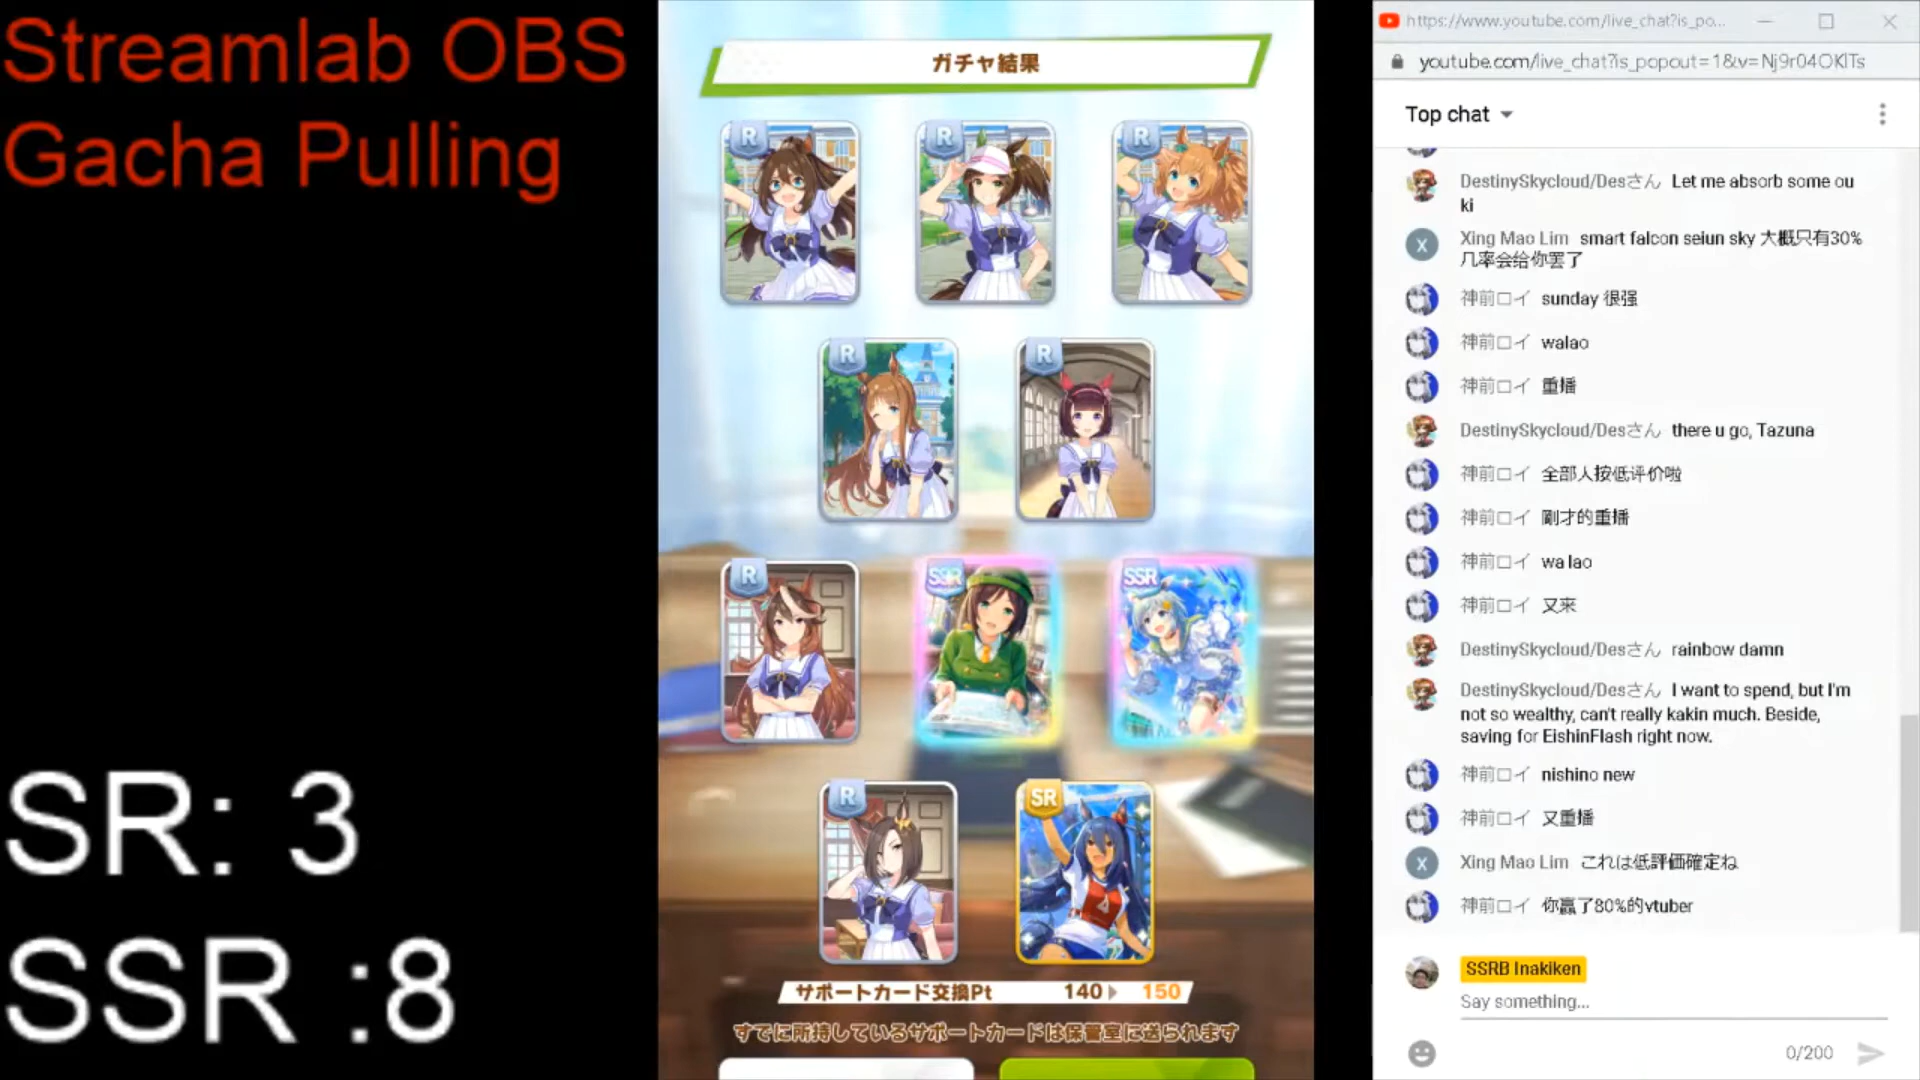 Streamlab OBS
Gacha Pulling
SR: 3
SSR :8
ガチャ結果
R
R
R
R
R
R
SSR
SSR
R
SR
サポートカード交換Pt 140 150
すでに所持しているサポートカードは保管室に送られます
https://www.youtube.com/live_chat?is_po...
youtube.com/live_chat?is_popout=1&v=Nj9r04OKlTs
Top chat
DestinySkycloud/Desさん Let me absorb some ou
ki
Xing Mao Lim smart falcon seiun sky 大概只有30%
几率会给你罢了
神前ロイ sunday 很强
神前ロイ walao
神前ロイ 重播
DestinySkycloud/Desさん there u go, Tazuna
神前ロイ 全部人按低评价啦
神前ロイ 剛才的重播
神前ロイ wa lao
神前ロイ 又来
DestinySkycloud/Desさん rainbow damn
DestinySkycloud/Desさん I want to spend, but I'm
not so wealthy, can't really kakin much. Beside,
saving for EishinFlash right now.
神前ロイ nishino new
神前ロイ 又重播
Xing Mao Lim これは低評価確定ね
神前ロイ 你赢了80%的vtuber
SSRB Inakiken
Say something...
0/200